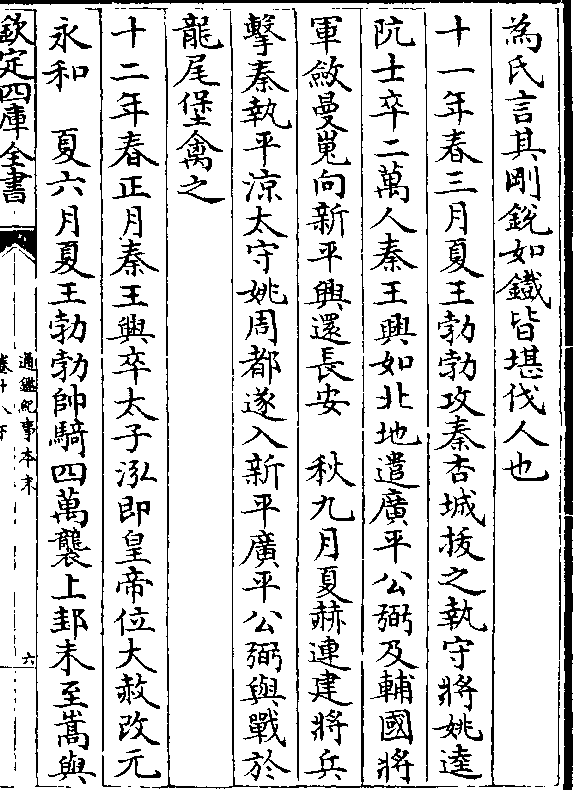 為氏言其剛銳如鐵皆堪伐人也
十一年春三月夏王勃勃攻秦杏城拔之執守將姚逵
阬士卒二萬人秦王興如北地遣廣平公弼及輔國將
軍斂曼嵬向新平興還長安　秋九月夏赫連建將兵
擊秦執平涼太守姚周都遂入新平廣平公弼與戰於
龍尾堡禽之
十二年春正月秦王興卒太子泓即皇帝位大赦改元
永和　夏六月夏王勃勃帥騎四萬襲上邽未至嵩與
欽定四庫全書
通鑑紀事本末
卷十八下
六